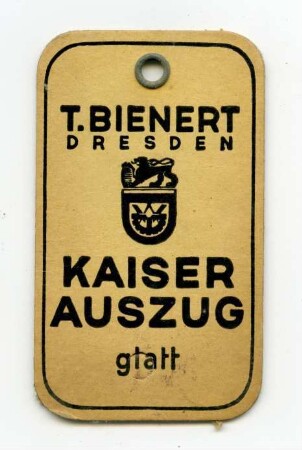 T. BIENERT
DRESDEN
KAISER
AUSZUG
glatt